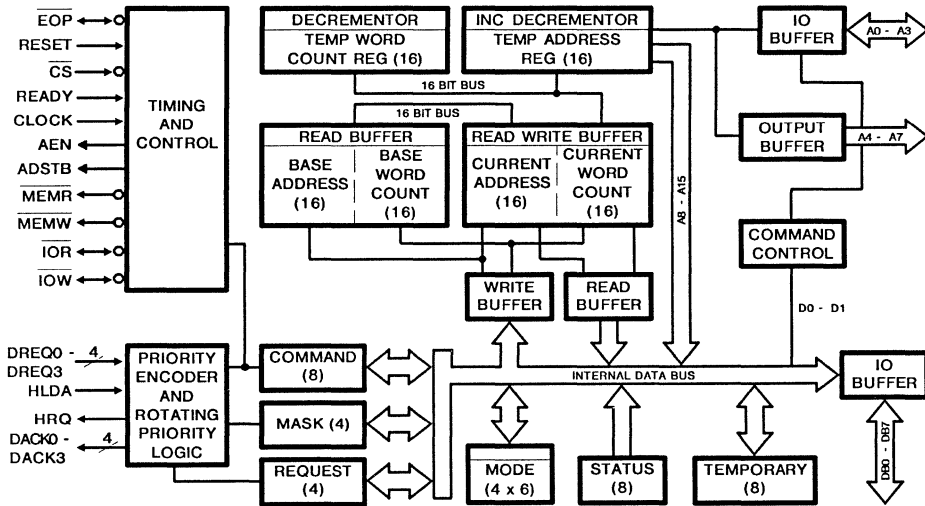 EOP
RESET
CS
READY
CLOCK
AEN
ADSTB
MEMR
MEMW
IOR
IOW
TIMING
AND
CONTROL
DECREMENTOR
TEMP WORD
COUNT REG (16)
INC DECREMENTOR
TEMP ADDRESS
REG (16)
IO
BUFFER
A0 - A3
16 BIT BUS
16 BIT BUS
READ BUFFER
BASE
ADDRESS
(16)
BASE
WORD
COUNT
(16)
READ WRITE BUFFER
CURRENT
ADDRESS
(16)
CURRENT
WORD
COUNT
(16)
A8 - A15
OUTPUT
BUFFER
A4 - A7
COMMAND
CONTROL
WRITE
BUFFER
READ
BUFFER
D0 - D1
DREQ0 -
DREQ3
4
HLDA
HRQ
DACK0 -
DACK3
4
PRIORITY
ENCODER
AND
ROTATING
PRIORITY
LOGIC
COMMAND
(8)
MASK (4)
REQUEST
(4)
INTERNAL DATA BUS
IO
BUFFER
DB0 - DB7
MODE
(4 x 6)
STATUS
(8)
TEMPORARY
(8)